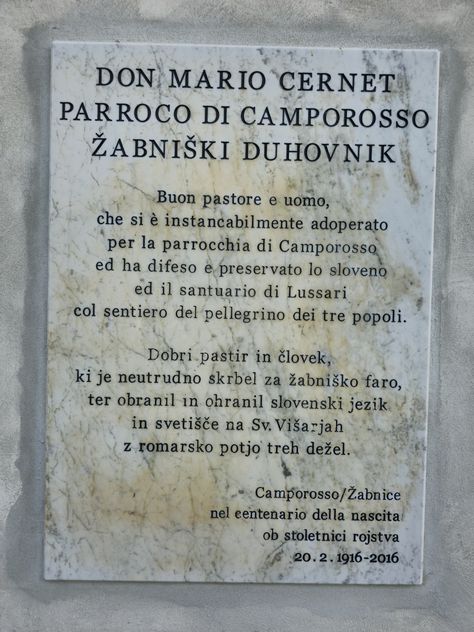 DON MARIO CERNET
PARROCO DI CAMPOROSSO
ŽABNIŠKI DUHOVNIK
Buon pastore e uomo,
che si è instancabilmente adoperato
per la parrocchia di Camporosso
ed ha difeso e preservato lo sloveno
ed il santuario di Lussari
col sentiero del pellegrino dei tre popoli.
Dobri pastir in človek,
ki je neutrudno skrbel za žabniško faro,
ter obranil in ohranil slovenski jezik
in svetišče na Sv. Višarjah
z romarsko potjo treh dežel.
Camporosso/Žabnice
nel centenario della nascita
ob stoletnici rojstva
20.2.1916-2016